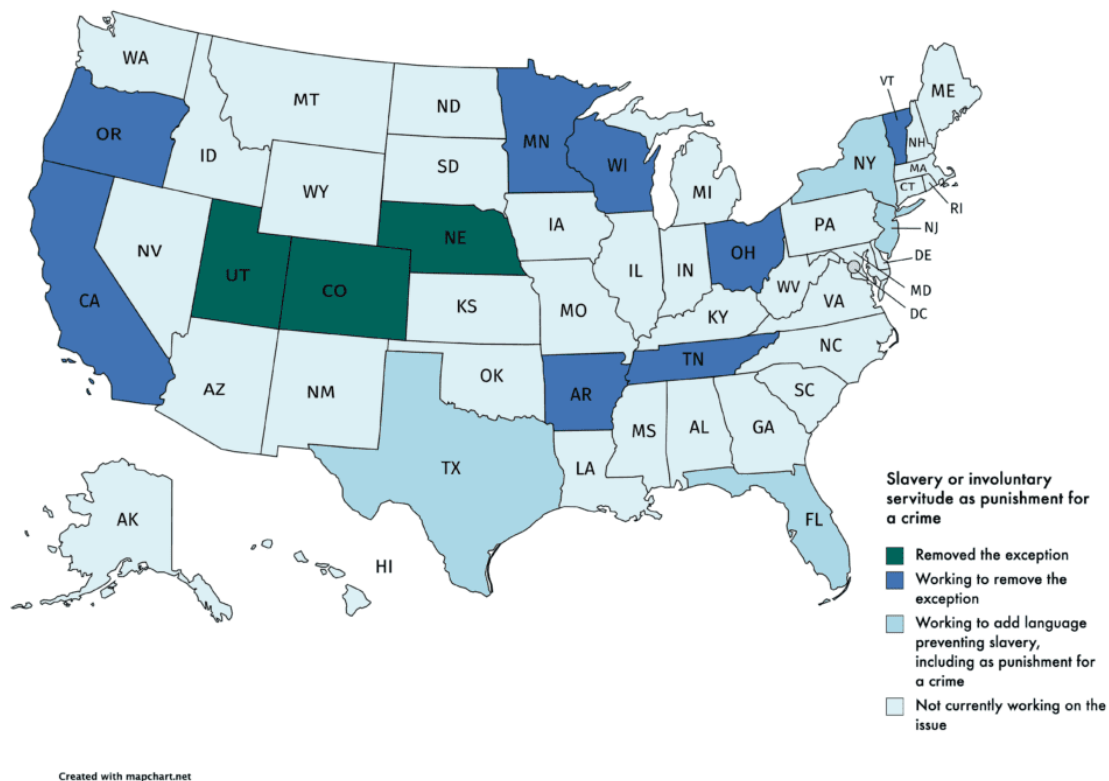 WA
MT
ND
MN
VT
ME
OR
ID
SD
WI
NY
NH
MA
WY
MI
CT
RI
IA
PA
NJ
NV
NE
OH
DE
UT
CO
IL
IN
WV
MD
CA
KS
MO
VA
DC
KY
NC
TN
AZ
NM
OK
AR
SC
MS
AL
GA
TX
LA
FL
AK
HI
Slavery or involuntary
servitude as punishment for
a crime
Removed the exception
Working to remove the
exception
Working to add language
preventing slavery,
including as punishment for
a crime
Not currently working on the
issue
Created with mapchart.net